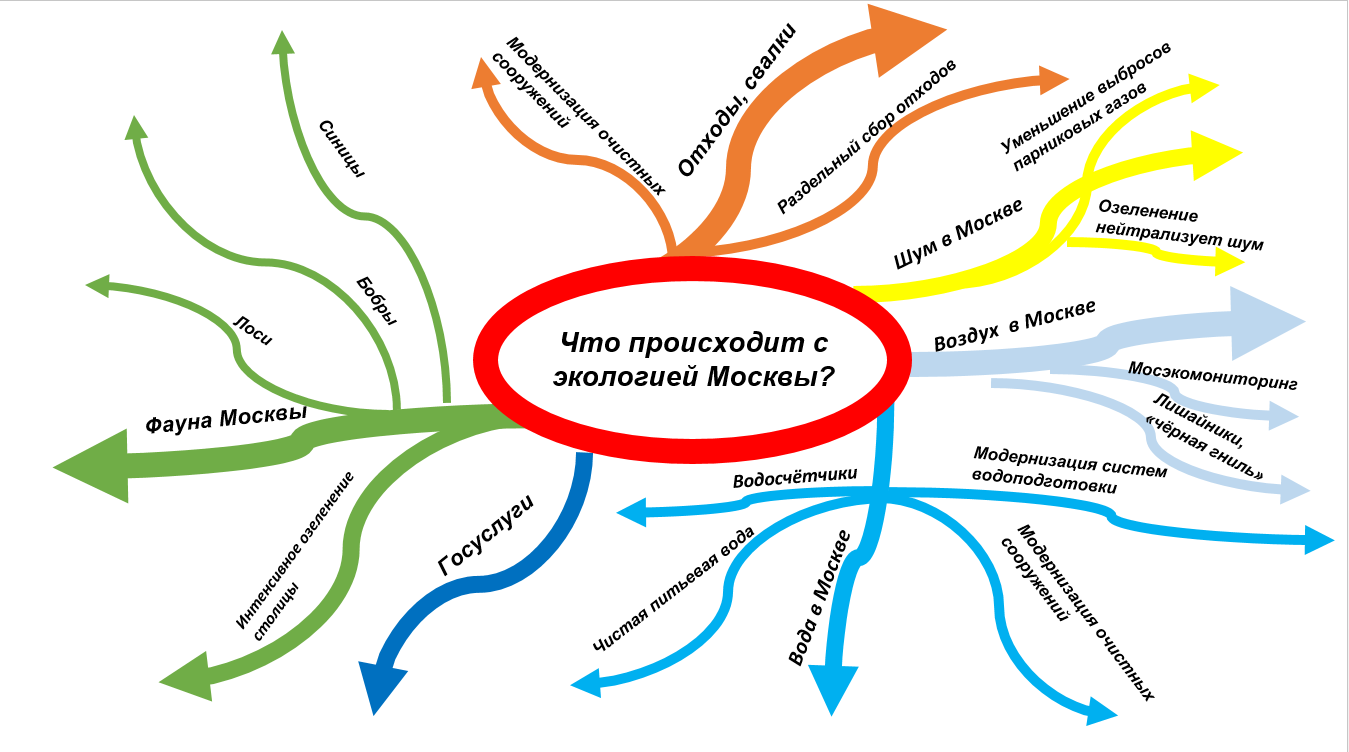 Что происходит с
экологией Москвы?
Модернизация очистных
сооружений
Отходы, свалки
Раздельный сбор отходов
Уменьшение выбросов
парниковых газов
Шум в Москве
Озеленение
нейтрализует шум
Воздух в Москве
Мосэкомониторинг
Лишайники,
«чёрная гниль»
Модернизация систем
водоподготовки
Водосчётчики
Модернизация очистных
сооружений
Вода в Москве
Чистая питьевая вода
Госуслуги
Интенсивное озеленение
столицы
Фауна Москвы
Лоси
Бобры
Синицы